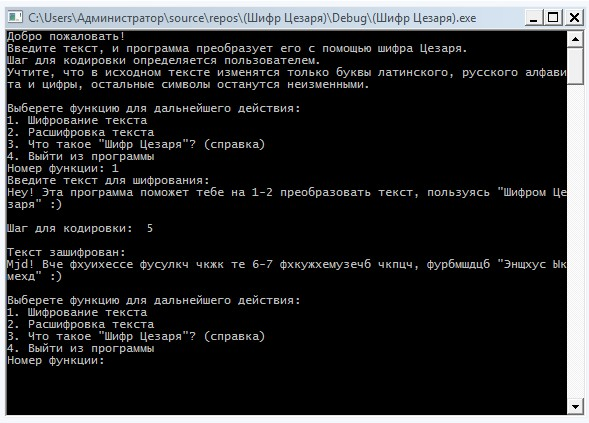 C:\Users\Администратор\source\repos\(Шифр Цезаря)\Debug\(Шифр Цезаря).exe
Добро пожаловать!
Введите текст, и программа преобразует его с помощью шифра Цезаря.
Шаг для кодировки определяется пользователем.
Учтите, что в исходном тексте изменятся только буквы латинского, русского алфави
та и цифры, остальные символы останутся неизменными.
Выберете функцию для дальнейшего действия:
1. Шифрование текста
2. Расшифровка текста
3. Что такое "Шифр Цезаря"? (справка)
4. Выйти из программы
Номер функции: 1
Введите текст для шифрования:
Hey! Эта программа поможет тебе на 1-2 преобразовать текст, пользуясь "Шифром Це
заря" :)
Шаг для кодировки:  5
Текст зашифрован:
Mjd! Вче фхуихессе фусулкч чкжк те 6-7 фхкужхемузечб чкпцч, фурбмшдцб "Энщхус Ык
мехд" :)
Выберете функцию для дальнейшего действия:
1. Шифрование текста
2. Расшифровка текста
3. Что такое "Шифр Цезаря"? (справка)
4. Выйти из программы
Номер функции: